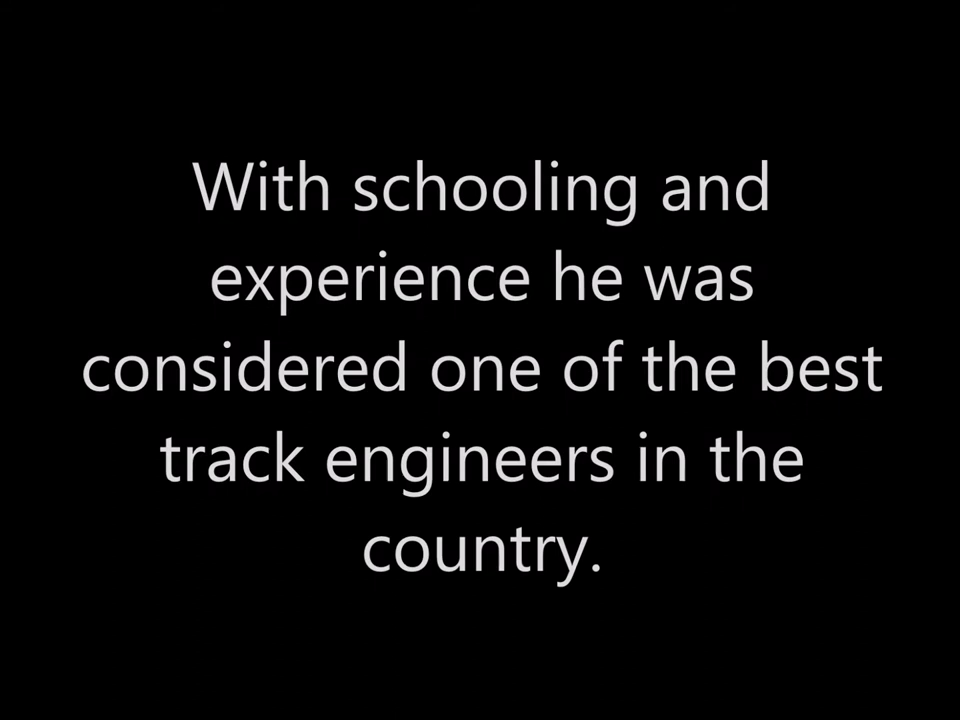 With schooling and
experience he was
considered one of the best
track engineers in the
country.